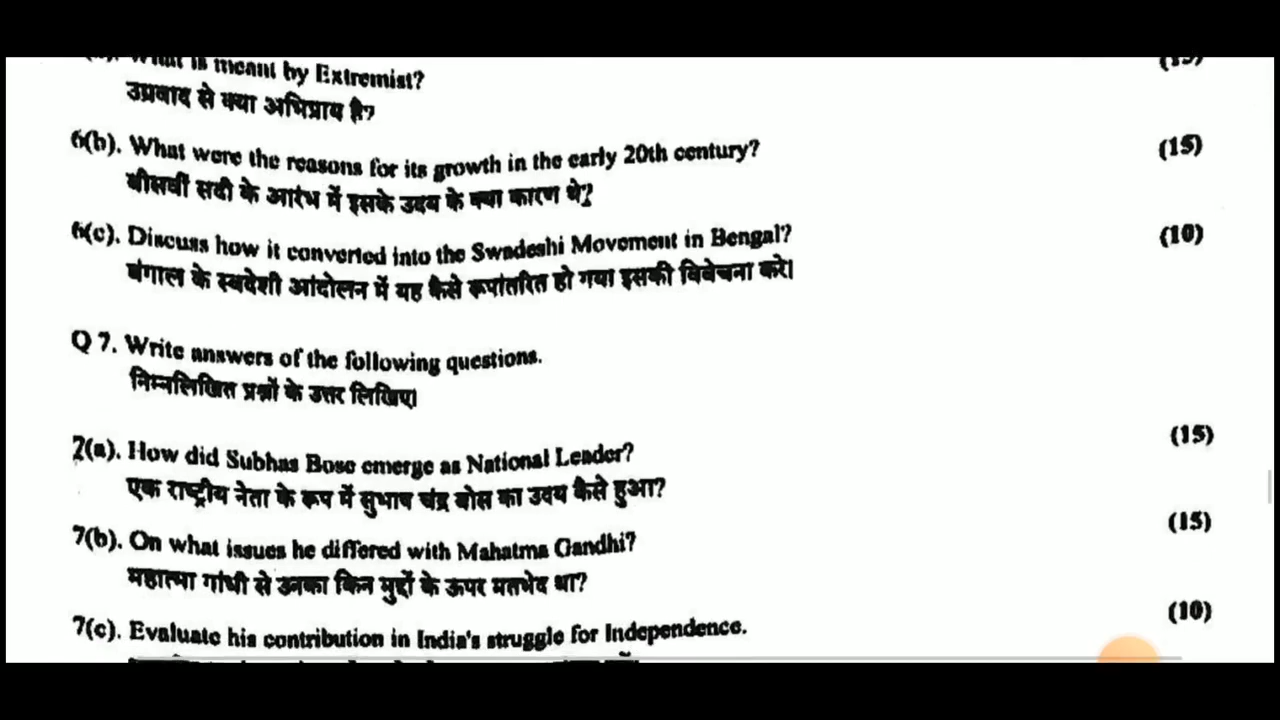 What is meant by Extremist? (15)
उग्रवाद से क्या अभिप्राय है?
6(b). What were the reasons for its growth in the early 20th century? (15)
बीसवीं सदी के आरंभ में इसके उदय के क्या कारण थे?
6(c). Discuss how it converted into the Swadeshi Movement in Bengal? (10)
बंगाल के स्वदेशी आंदोलन में यह कैसे रूपांतरित हो गया इसकी विवेचना करे।
Q 7. Write answers of the following questions.
निम्नलिखित प्रश्नों के उत्तर लिखिए।
7(a). How did Subhas Bose emerge as National Leader? (15)
एक राष्ट्रीय नेता के रूप में सुभाष चंद्र बोस का उदय कैसे हुआ?
7(b). On what issues he differed with Mahatma Gandhi? (15)
महात्मा गांधी से उनका किन मुद्दों के ऊपर मतभेद था?
7(c). Evaluate his contribution in India's struggle for Independence. (10)